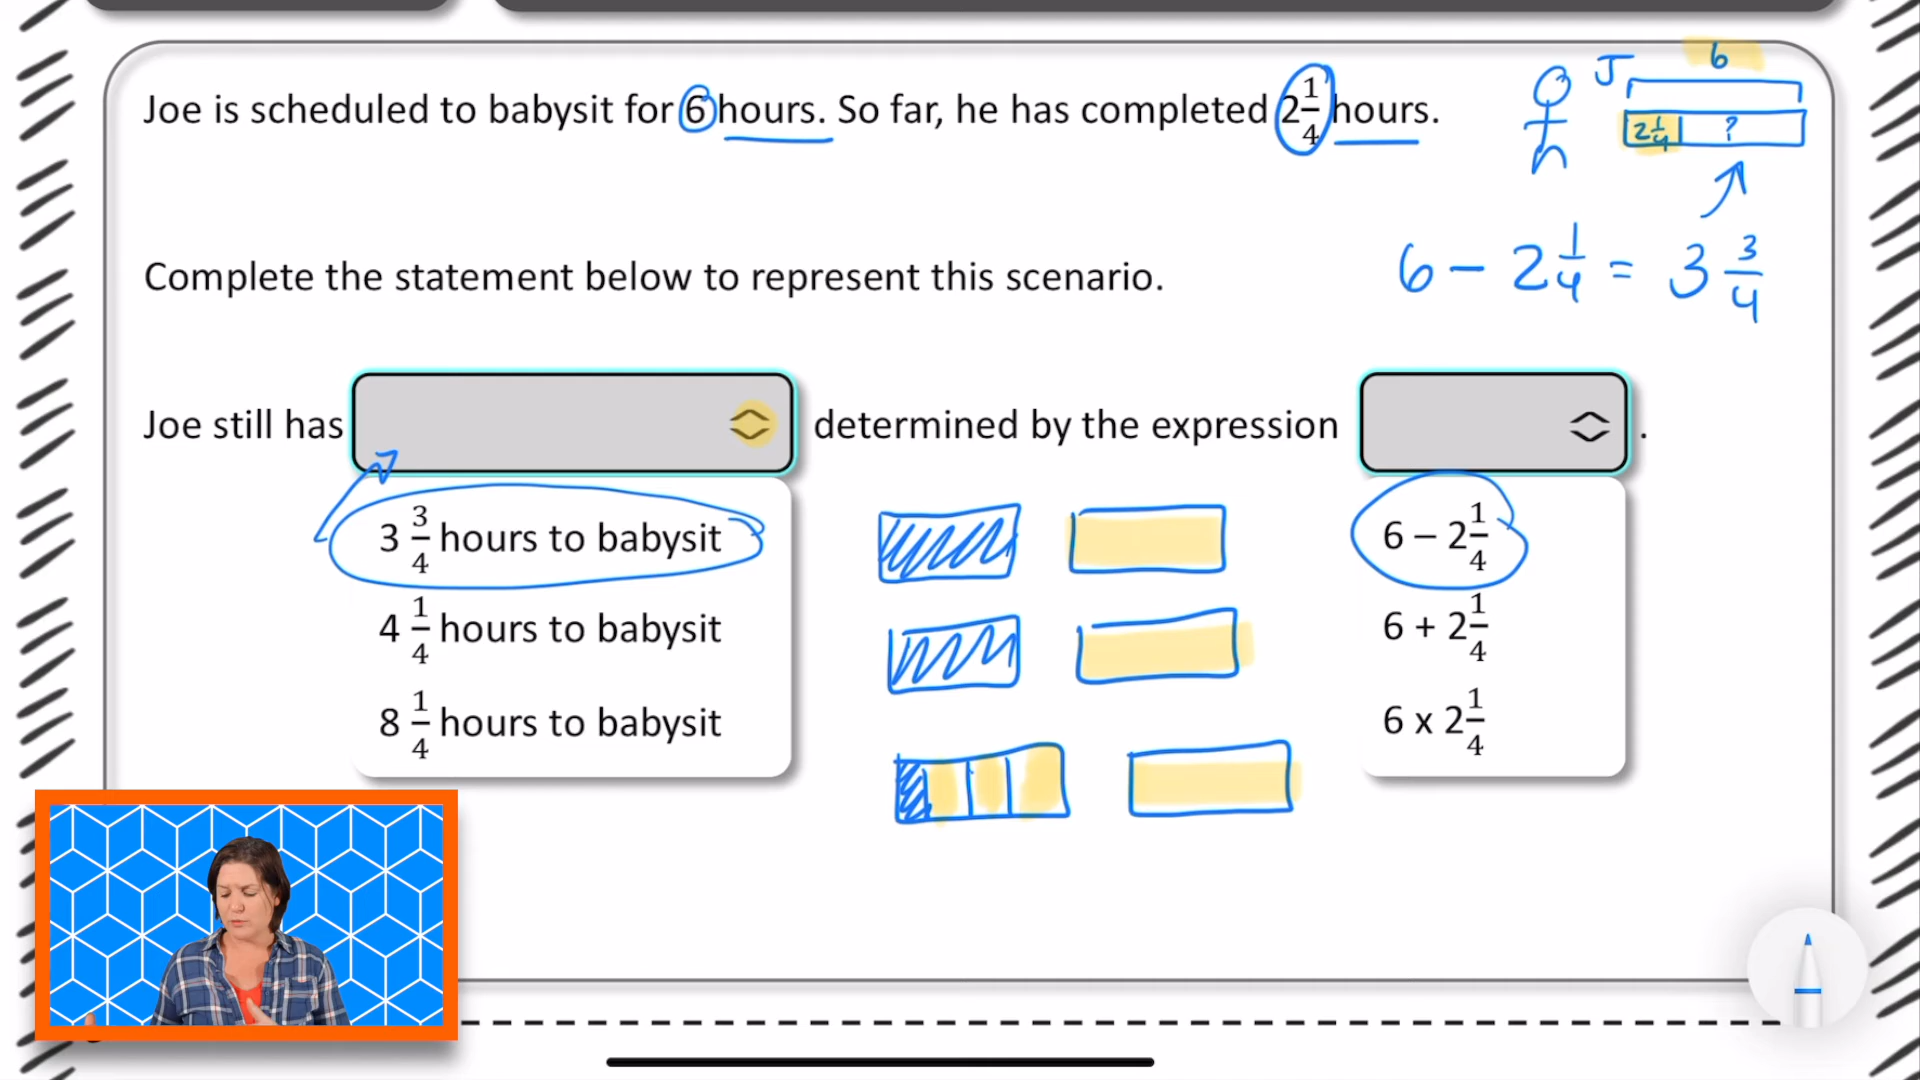 Joe is scheduled to babysit for 6 hours. So far, he has completed 2 1/4 hours.
J
6
2 1/4 ?
Complete the statement below to represent this scenario.
6 – 2 1/4 = 3 3/4
Joe still has determined by the expression .
3 3/4 hours to babysit
4 1/4 hours to babysit
8 1/4 hours to babysit
6 – 2 1/4
6 + 2 1/4
6 x 2 1/4